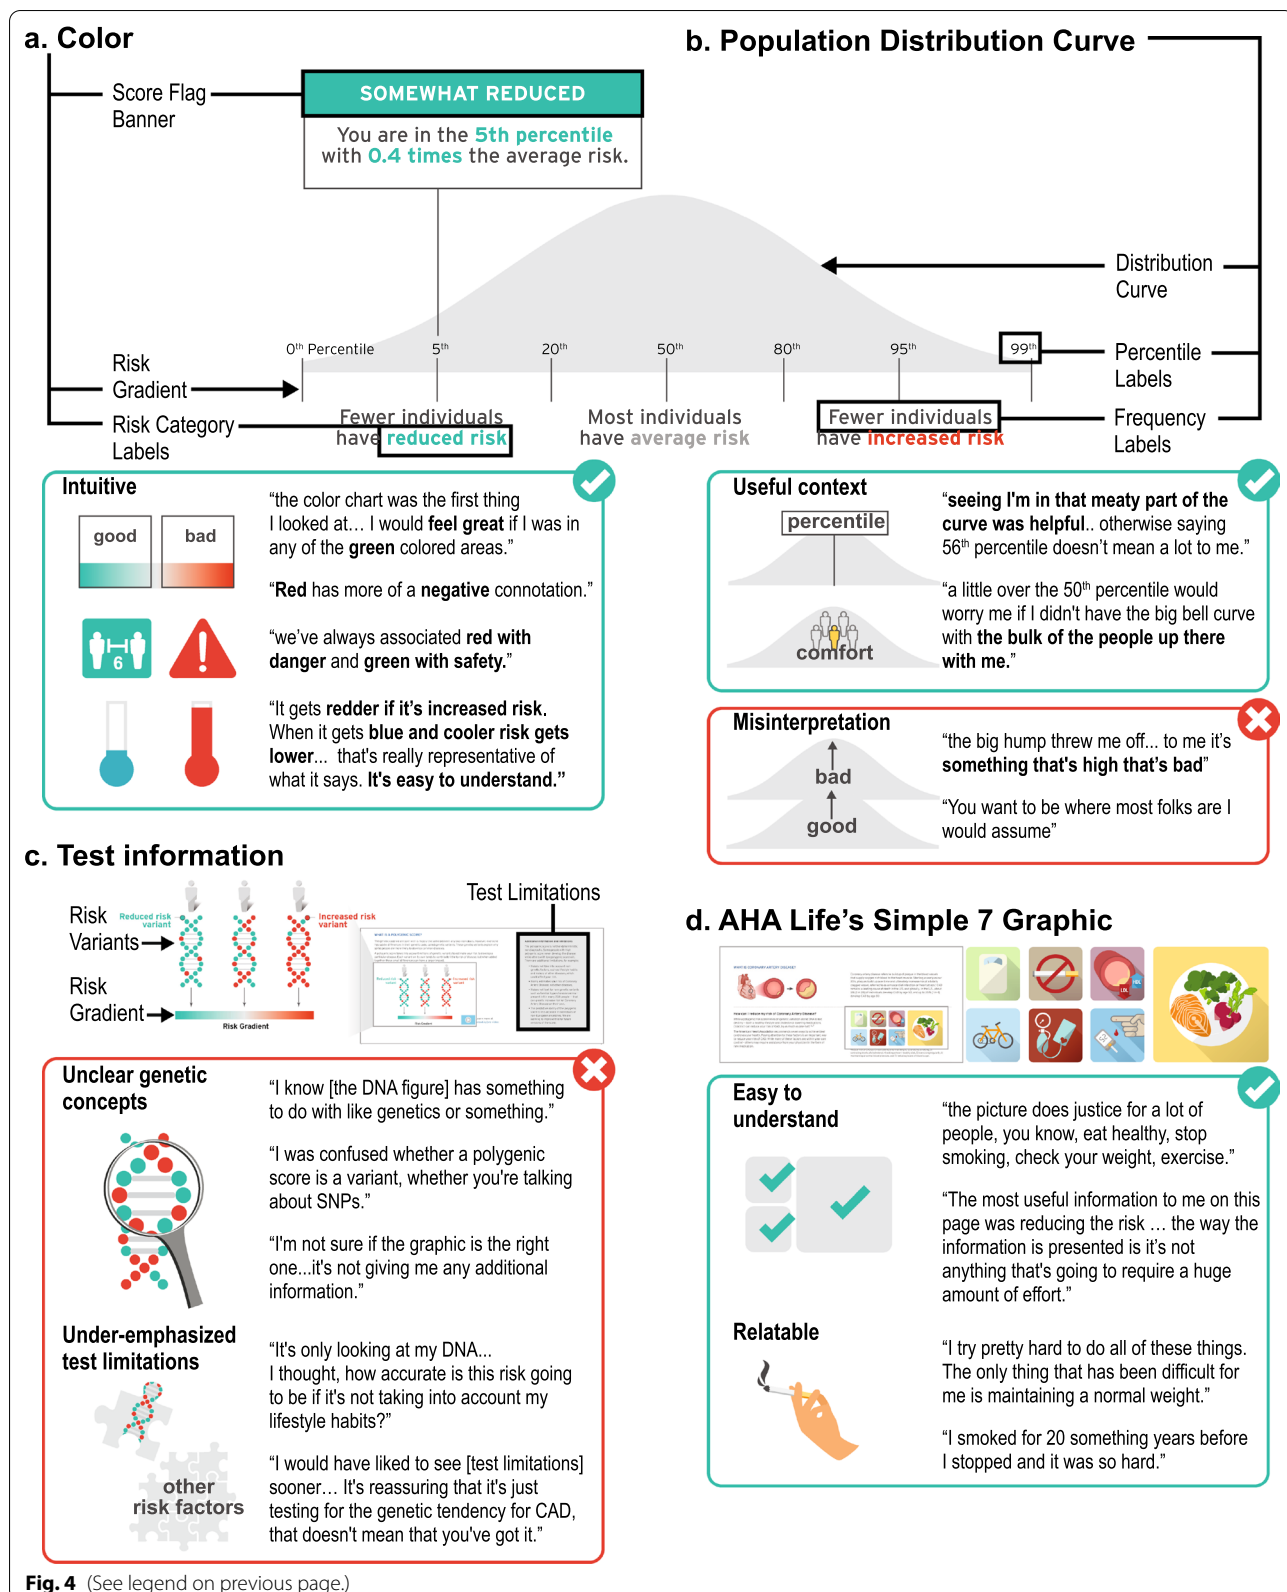 a. Color
b. Population Distribution Curve
Score Flag
Banner
SOMEWHAT REDUCED
You are in the 5th percentile
with 0.4 times the average risk.
Distribution
Curve
0th Percentile
5th
20th
50th
80th
95th
99th
Percentile
Labels
Risk
Gradient
Risk Category
Labels
Fewer individuals
have reduced risk
Most individuals
have average risk
Fewer individuals
have increased risk
Frequency
Labels
Intuitive
good
bad
“the color chart was the first thing
I looked at... I would feel great if I was in
any of the green colored areas.”
“Red has more of a negative connotation.”
6
“we’ve always associated red with
danger and green with safety.”
“It gets redder if it’s increased risk.
When it gets blue and cooler risk gets
lower... that's really representative of
what it says. It's easy to understand.”
Useful context
percentile
“seeing I'm in that meaty part of the
curve was helpful.. otherwise saying
56th percentile doesn’t mean a lot to me.”
comfort
“a little over the 50th percentile would
worry me if I didn't have the big bell curve
with the bulk of the people up there
with me.”
Misinterpretation
bad
good
“the big hump threw me off... to me it’s
something that's high that’s bad”
“You want to be where most folks are I
would assume”
c. Test information
Test Limitations
Risk
Variants
Reduced risk
variant
Increased risk
variant
Risk
Gradient
Risk Gradient
WHAT IS A POLYGENIC SCORE?
Risk Gradient
Unclear genetic
concepts
“I know [the DNA figure] has something
to do with like genetics or something.”
“I was confused whether a polygenic
score is a variant, whether you're talking
about SNPs.”
“I'm not sure if the graphic is the right
one...it's not giving me any additional
information.”
Under-emphasized
test limitations
other
risk factors
“It's only looking at my DNA...
I thought, how accurate is this risk going
to be if it's not taking into account my
lifestyle habits?”
“I would have liked to see [test limitations]
sooner... It's reassuring that it's just
testing for the genetic tendency for CAD,
that doesn't mean that you've got it.”
d. AHA Life’s Simple 7 Graphic
WHAT IS CORONARY ARTERY DISEASE?
LDL
HDL
Easy to
understand
“the picture does justice for a lot of
people, you know, eat healthy, stop
smoking, check your weight, exercise.”
“The most useful information to me on this
page was reducing the risk ... the way the
information is presented is it’s not
anything that's going to require a huge
amount of effort.”
Relatable
“I try pretty hard to do all of these things.
The only thing that has been difficult for
me is maintaining a normal weight.”
“I smoked for 20 something years before
I stopped and it was so hard.”
Fig. 4 (See legend on previous page.)